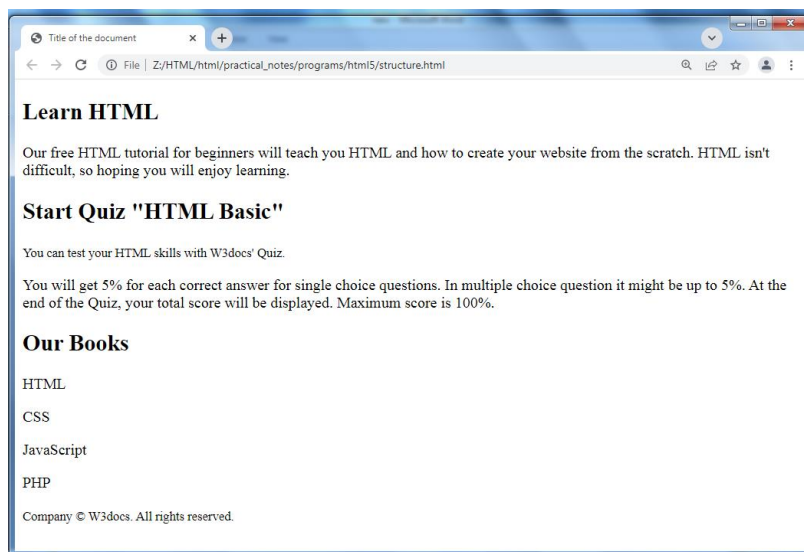 Title of the document
File | Z:/HTML/html/practical_notes/programs/html5/structure.html
Learn HTML
Our free HTML tutorial for beginners will teach you HTML and how to create your website from the scratch. HTML isn't
difficult, so hoping you will enjoy learning.
Start Quiz "HTML Basic"
You can test your HTML skills with W3docs' Quiz.
You will get 5% for each correct answer for single choice questions. In multiple choice question it might be up to 5%. At the
end of the Quiz, your total score will be displayed. Maximum score is 100%.
Our Books
HTML
CSS
JavaScript
PHP
Company © W3docs. All rights reserved.